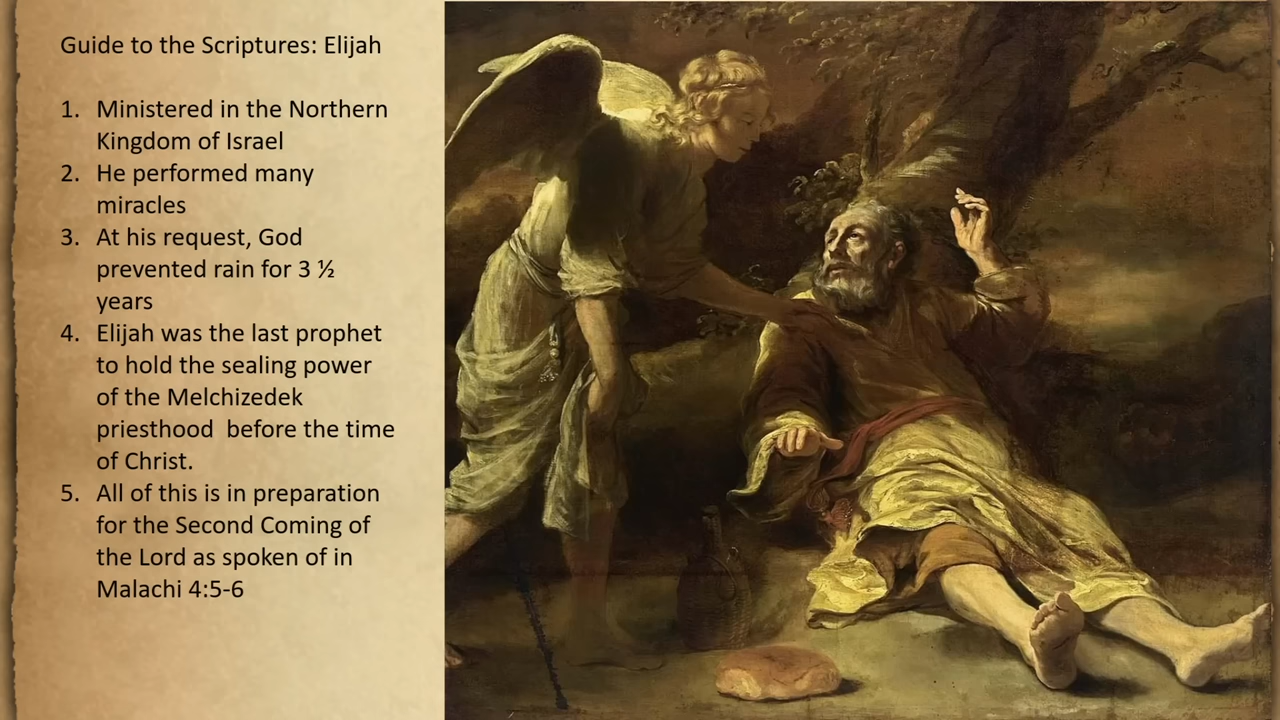 Guide to the Scriptures: Elijah
1. Ministered in the Northern
Kingdom of Israel
2. He performed many
miracles
3. At his request, God
prevented rain for 3 ½
years
4. Elijah was the last prophet
to hold the sealing power
of the Melchizedek
priesthood  before the time
of Christ.
5. All of this is in preparation
for the Second Coming of
the Lord as spoken of in
Malachi 4:5-6